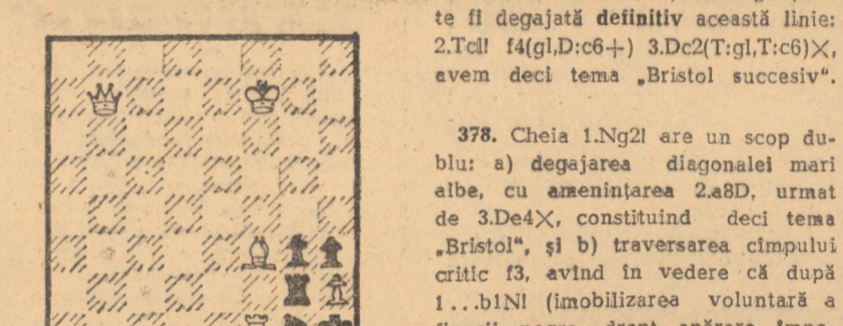 te fi degajată definitiv această linie:
2.Tc1! f4(g1,D:c6+) 3.Dc2(T:g1,T:c6)×,
avem deci tema „Bristol succesiv“.
378. Cheia 1.Ng2! are un scop du-
blu: a) degajarea diagonalei mari
albe, cu amenințarea 2.a8D, urmat
de 3.De4×, constituind deci tema
„Bristol“, și b) traversarea cîmpului
critic f3, avînd în vedere că după
1...b1N! (imobilizarea voluntară a